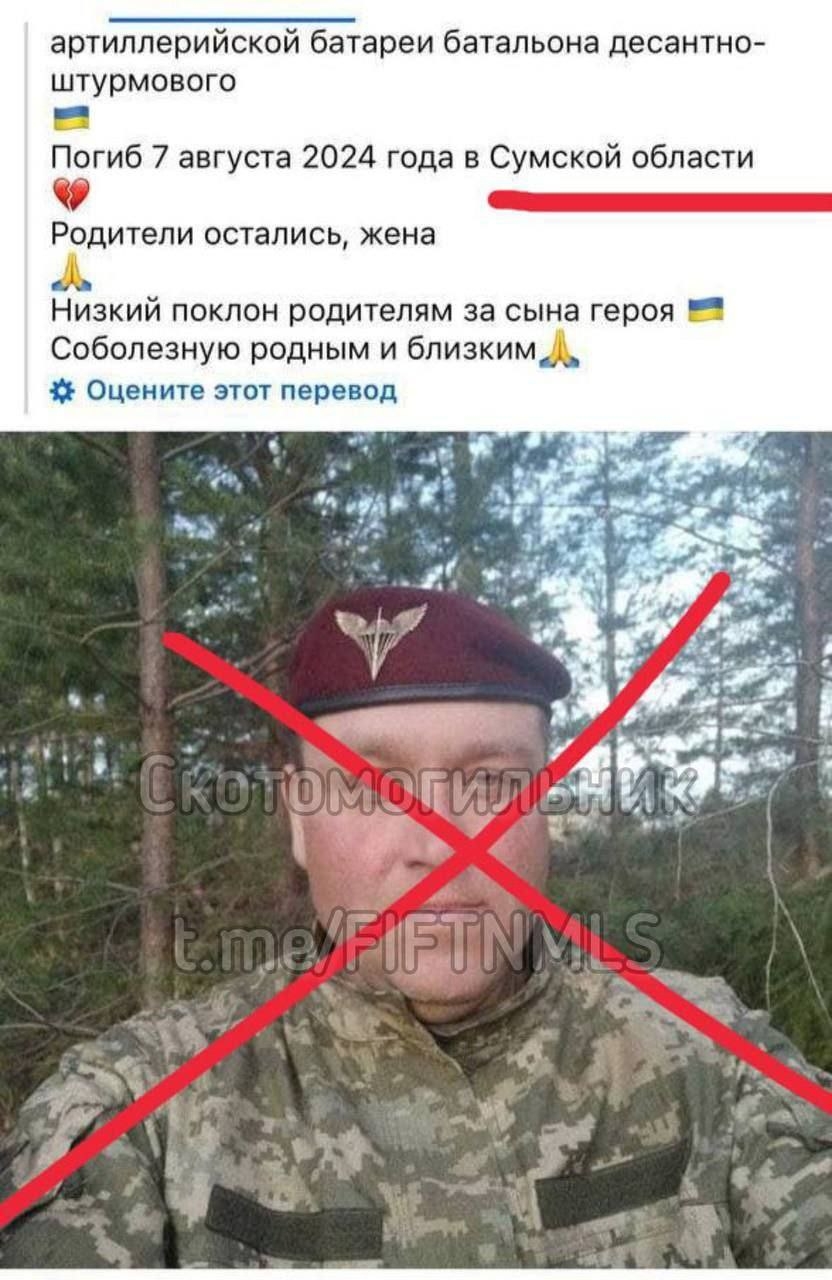 артиллерийской батареи батальона десантно-
штурмового
Погиб 7 августа 2024 года в Сумской области
Родители остались, жена
Низкий поклон родителям за сына героя
Соболезную родным и близким
Оцените этот перевод
Скотомогильник
t.me/FIFTNMLS